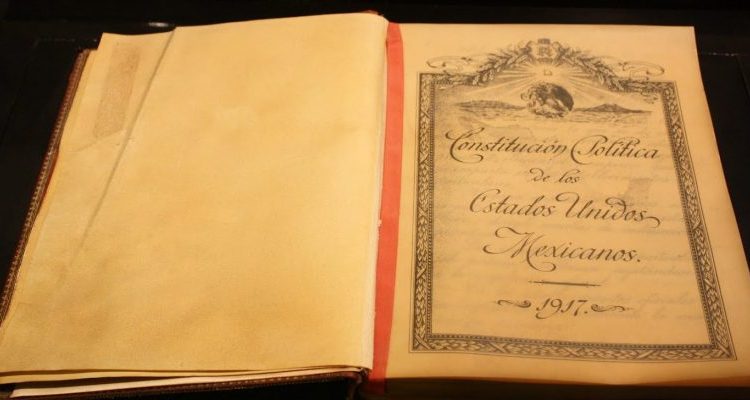 Constitución Política
de los
Estados Unidos
Mexicanos.
1917.